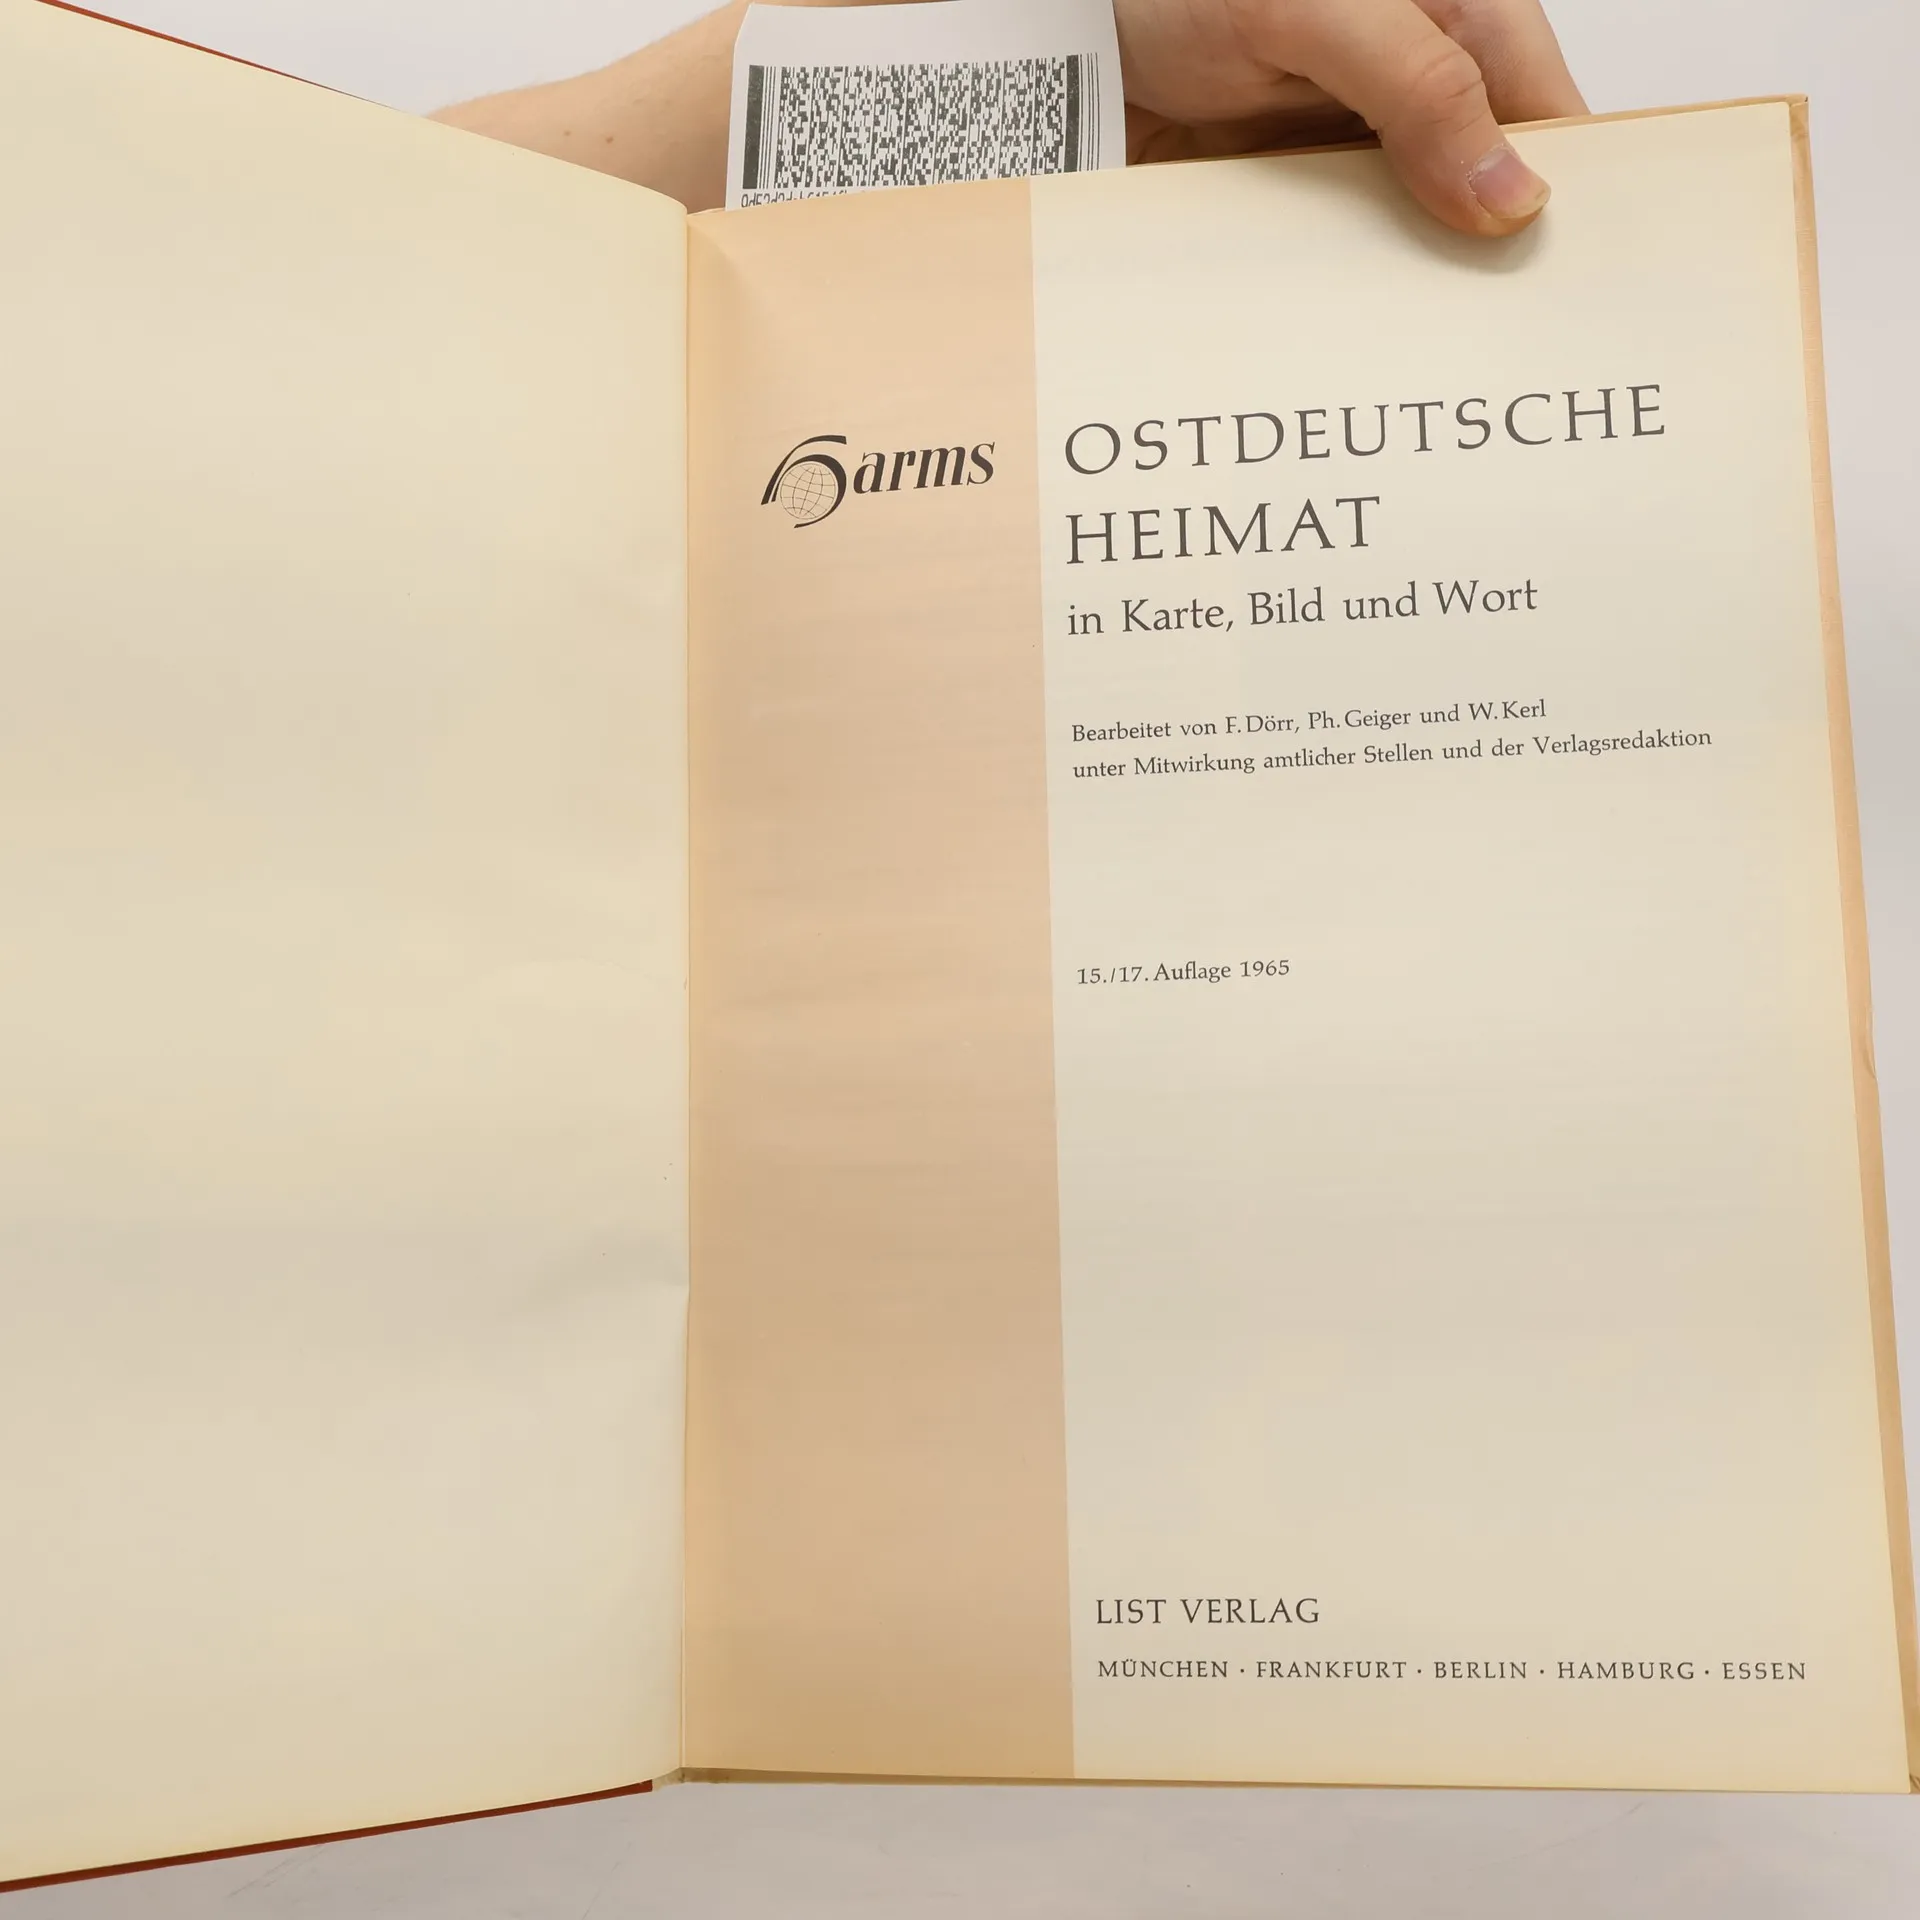 Harms
OSTDEUTSCHE
HEIMAT
in Karte, Bild und Wort
Bearbeitet von F. Dörr, Ph. Geiger und W. Kerl
unter Mitwirkung amtlicher Stellen und der Verlagsredaktion
15./17. Auflage 1965
LIST VERLAG
MÜNCHEN · FRANKFURT · BERLIN · HAMBURG · ESSEN